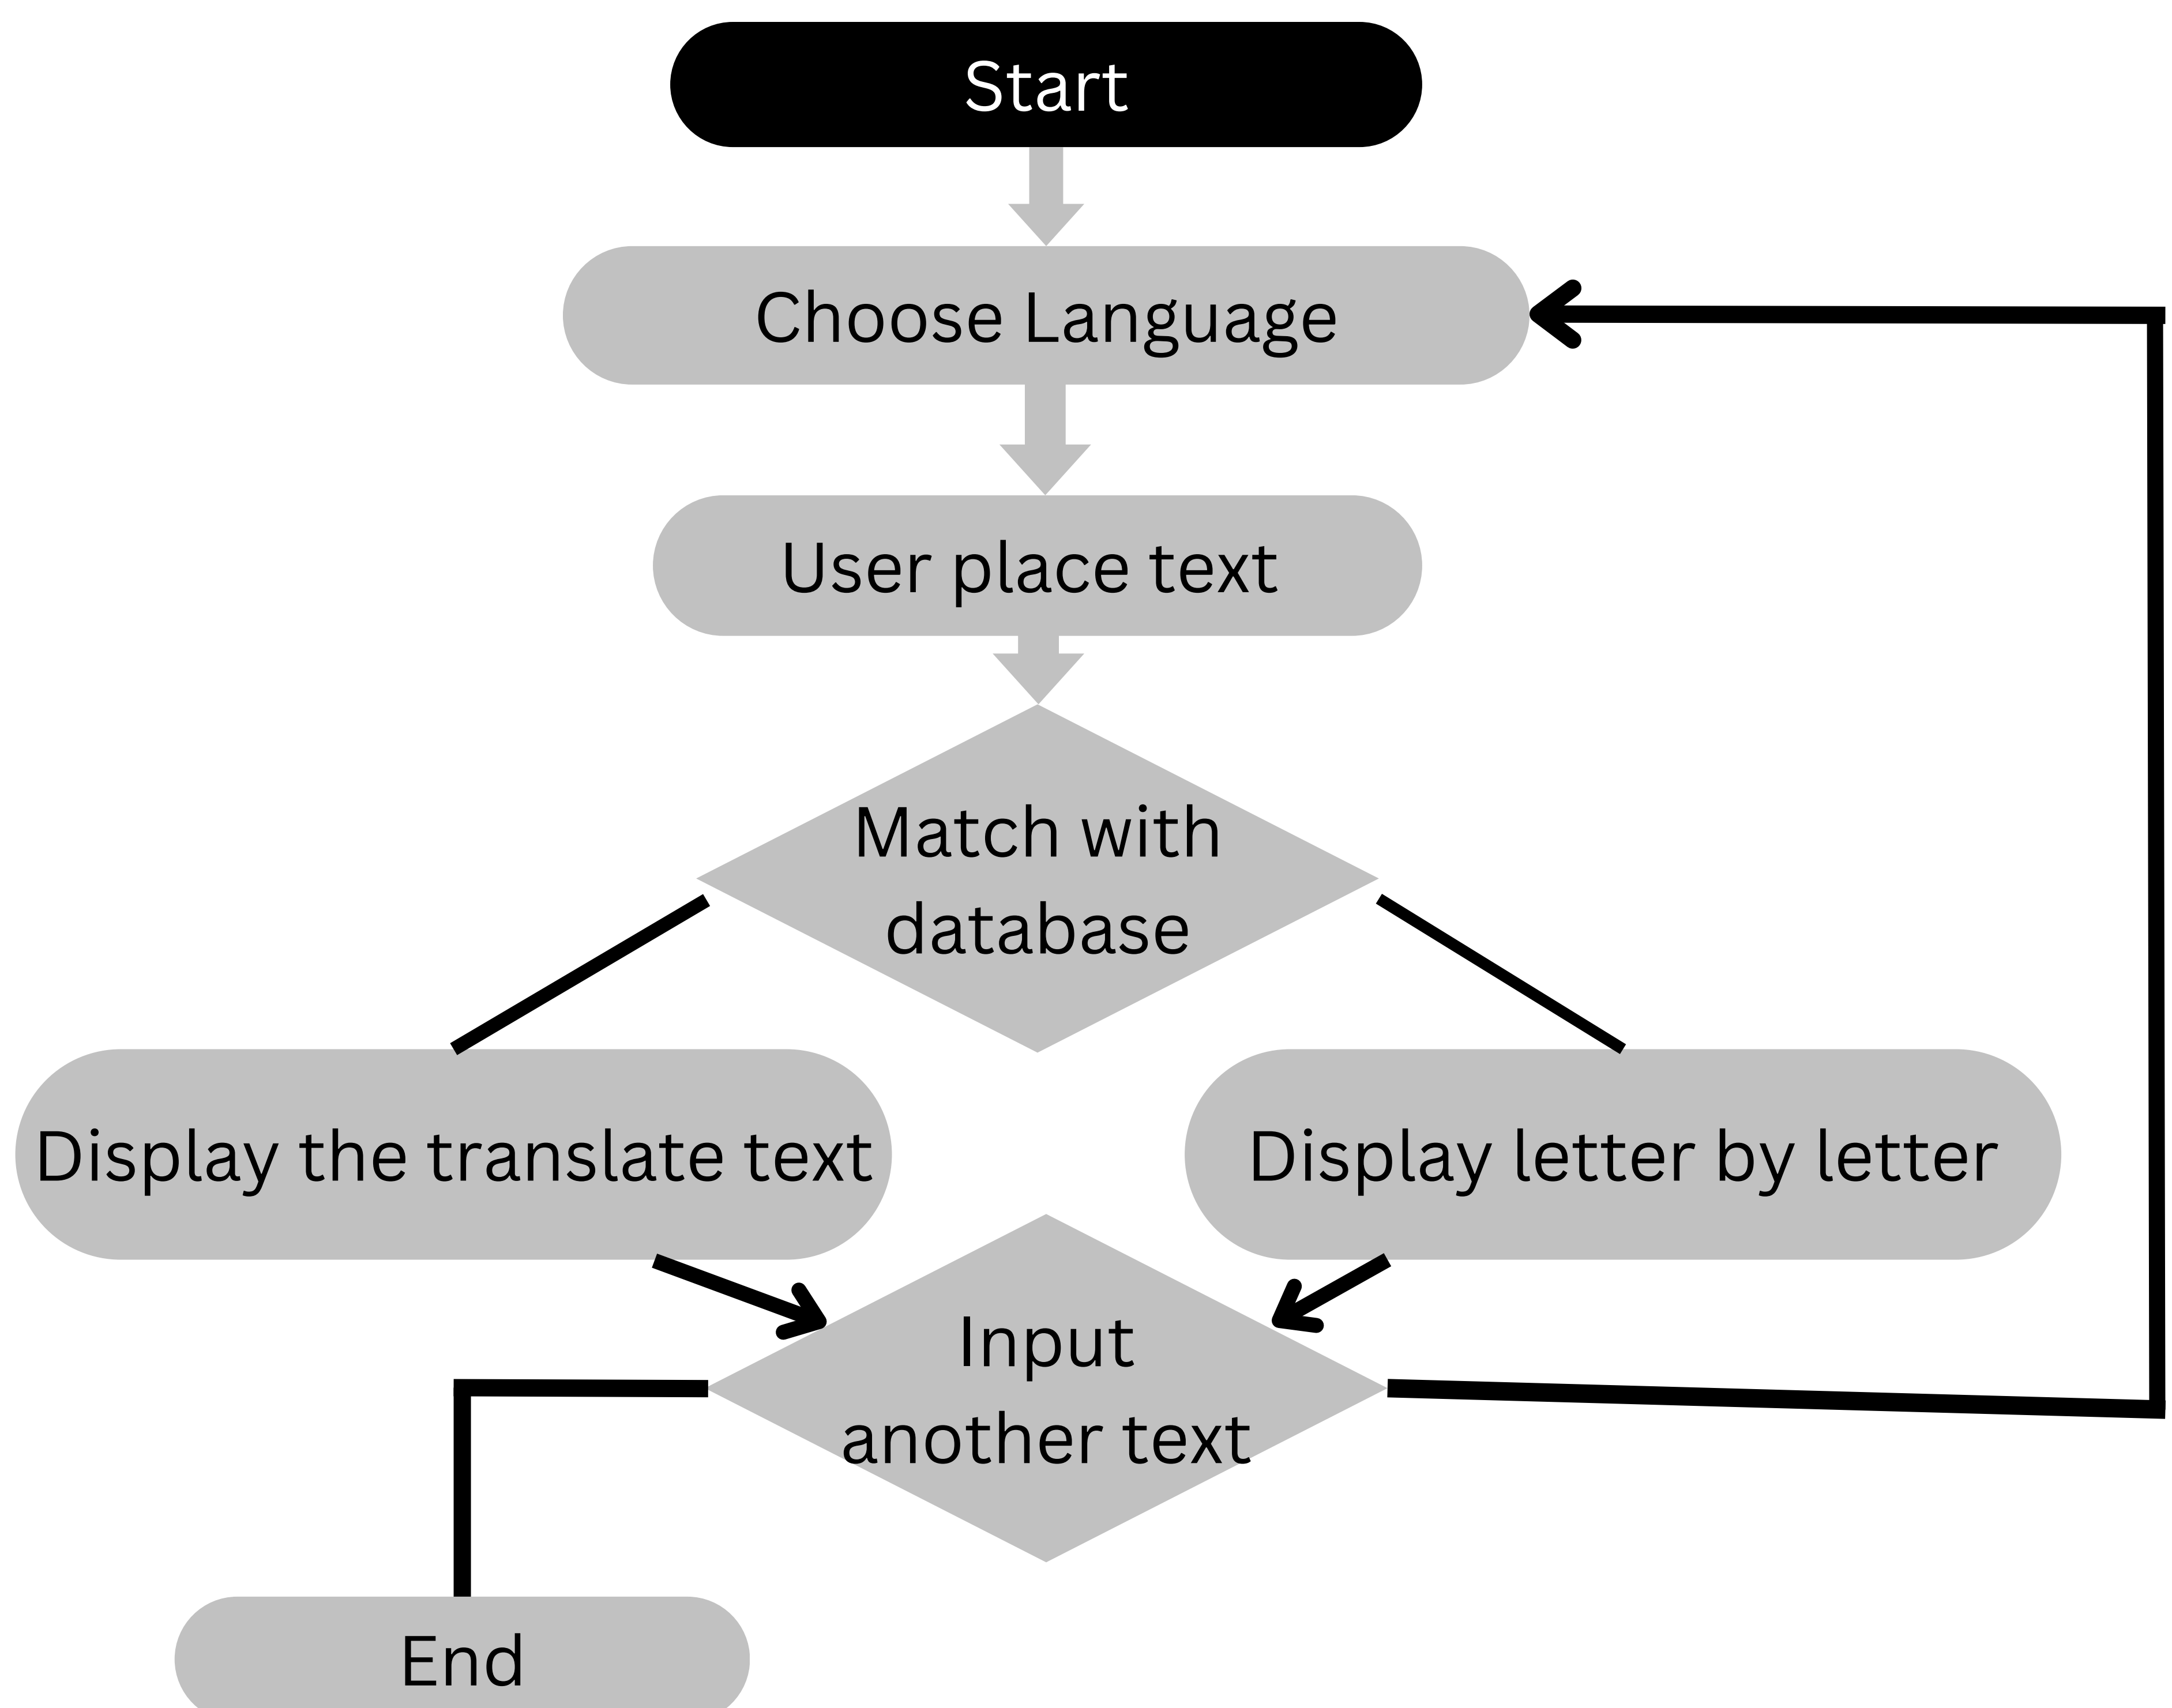 Start
Choose Language
User place text
Match with
database
Display the translate text
Display letter by letter
Input
another text
End